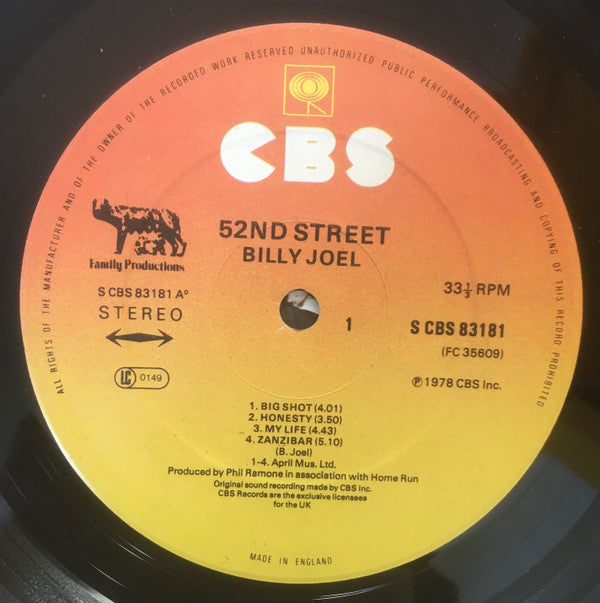 ALL RIGHTS OF THE MANUFACTURER AND OF THE OWNER OF THE RECORDED WORK RESERVED UNAUTHORIZED PUBLIC PERFORMANCE BROADCASTING AND COPYING OF THIS RECORD PROHIBITED
CBS
52ND STREET
BILLY JOEL
Family Productions
S CBS 83181 A°
STEREO
LC 0149
33⅓ RPM
1
S CBS 83181
(FC 35609)
℗ 1978 CBS Inc.
1. BIG SHOT (4.01)
2. HONESTY (3.50)
3. MY LIFE (4.43)
4. ZANZIBAR (5.10)
(B. Joel)
1-4. April Mus. Ltd.
Produced by Phil Ramone in association with Home Run
Original sound recording made by CBS Inc.
CBS Records are the exclusive licensees
for the UK
MADE IN ENGLAND